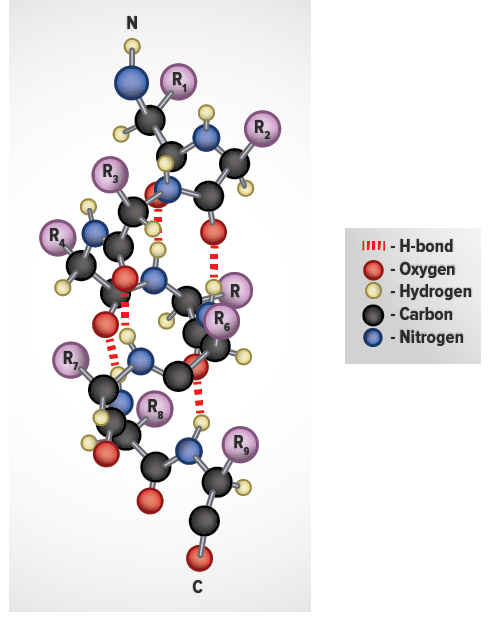 N
R1
R2
R3
R4
R
R6
R7
R8
R9
C
- H-bond
- Oxygen
- Hydrogen
- Carbon
- Nitrogen